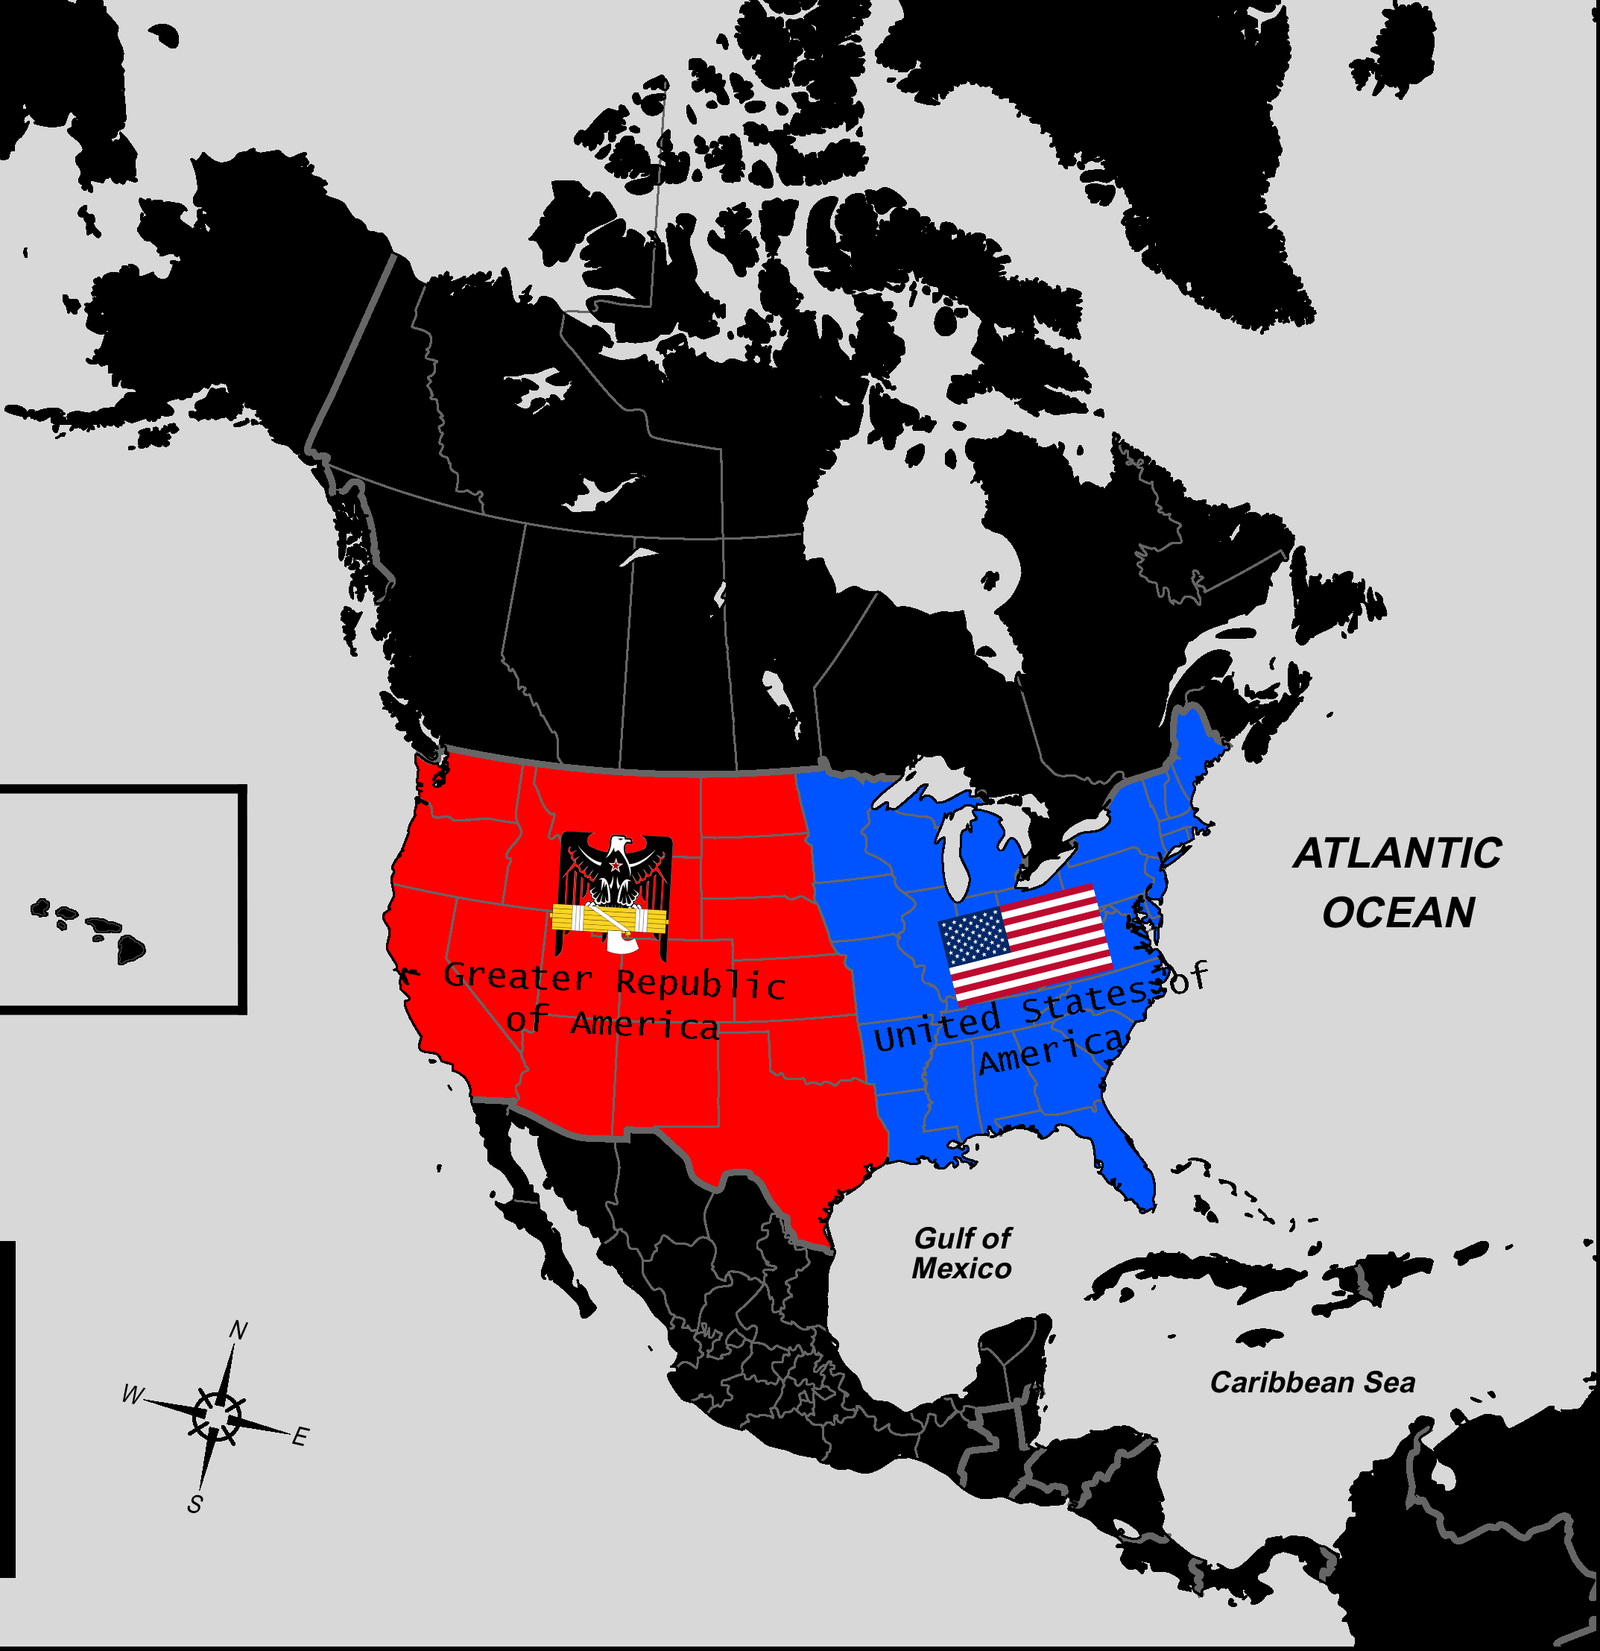 ATLANTIC
OCEAN
Greater Republic
of America
United States of
America
Gulf of
Mexico
Caribbean Sea
N
W
E
S